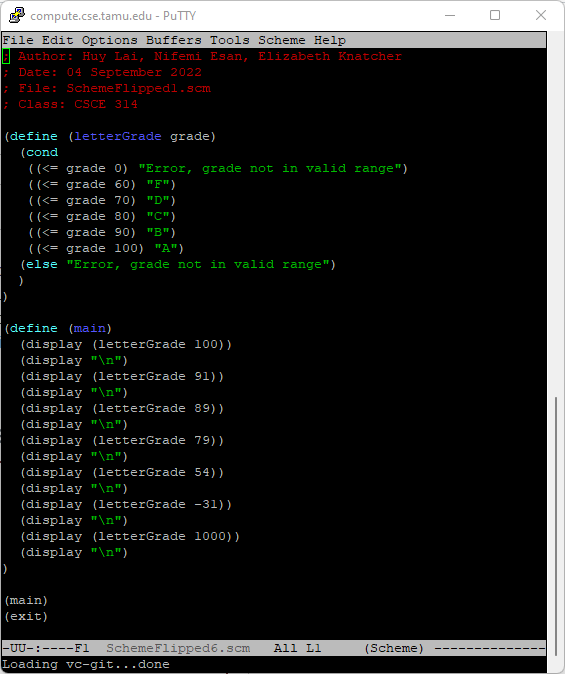 compute.cse.tamu.edu - PuTTY
File Edit Options Buffers Tools Scheme Help
; Author: Huy Lai, Nifemi Esan, Elizabeth Knatcher
; Date: 04 September 2022
; File: SchemeFlipped1.scm
; Class: CSCE 314

(define (letterGrade grade)
  (cond
   ((<= grade 0) "Error, grade not in valid range")
   ((<= grade 60) "F")
   ((<= grade 70) "D")
   ((<= grade 80) "C")
   ((<= grade 90) "B")
   ((<= grade 100) "A")
  (else "Error, grade not in valid range")
  )
)

(define (main)
  (display (letterGrade 100))
  (display "\n")
  (display (letterGrade 91))
  (display "\n")
  (display (letterGrade 89))
  (display "\n")
  (display (letterGrade 79))
  (display "\n")
  (display (letterGrade 54))
  (display "\n")
  (display (letterGrade -31))
  (display "\n")
  (display (letterGrade 1000))
  (display "\n")
)

(main)
(exit)

-UU-:----F1  SchemeFlipped6.scm   All L1     (Scheme) --------------
Loading vc-git...done